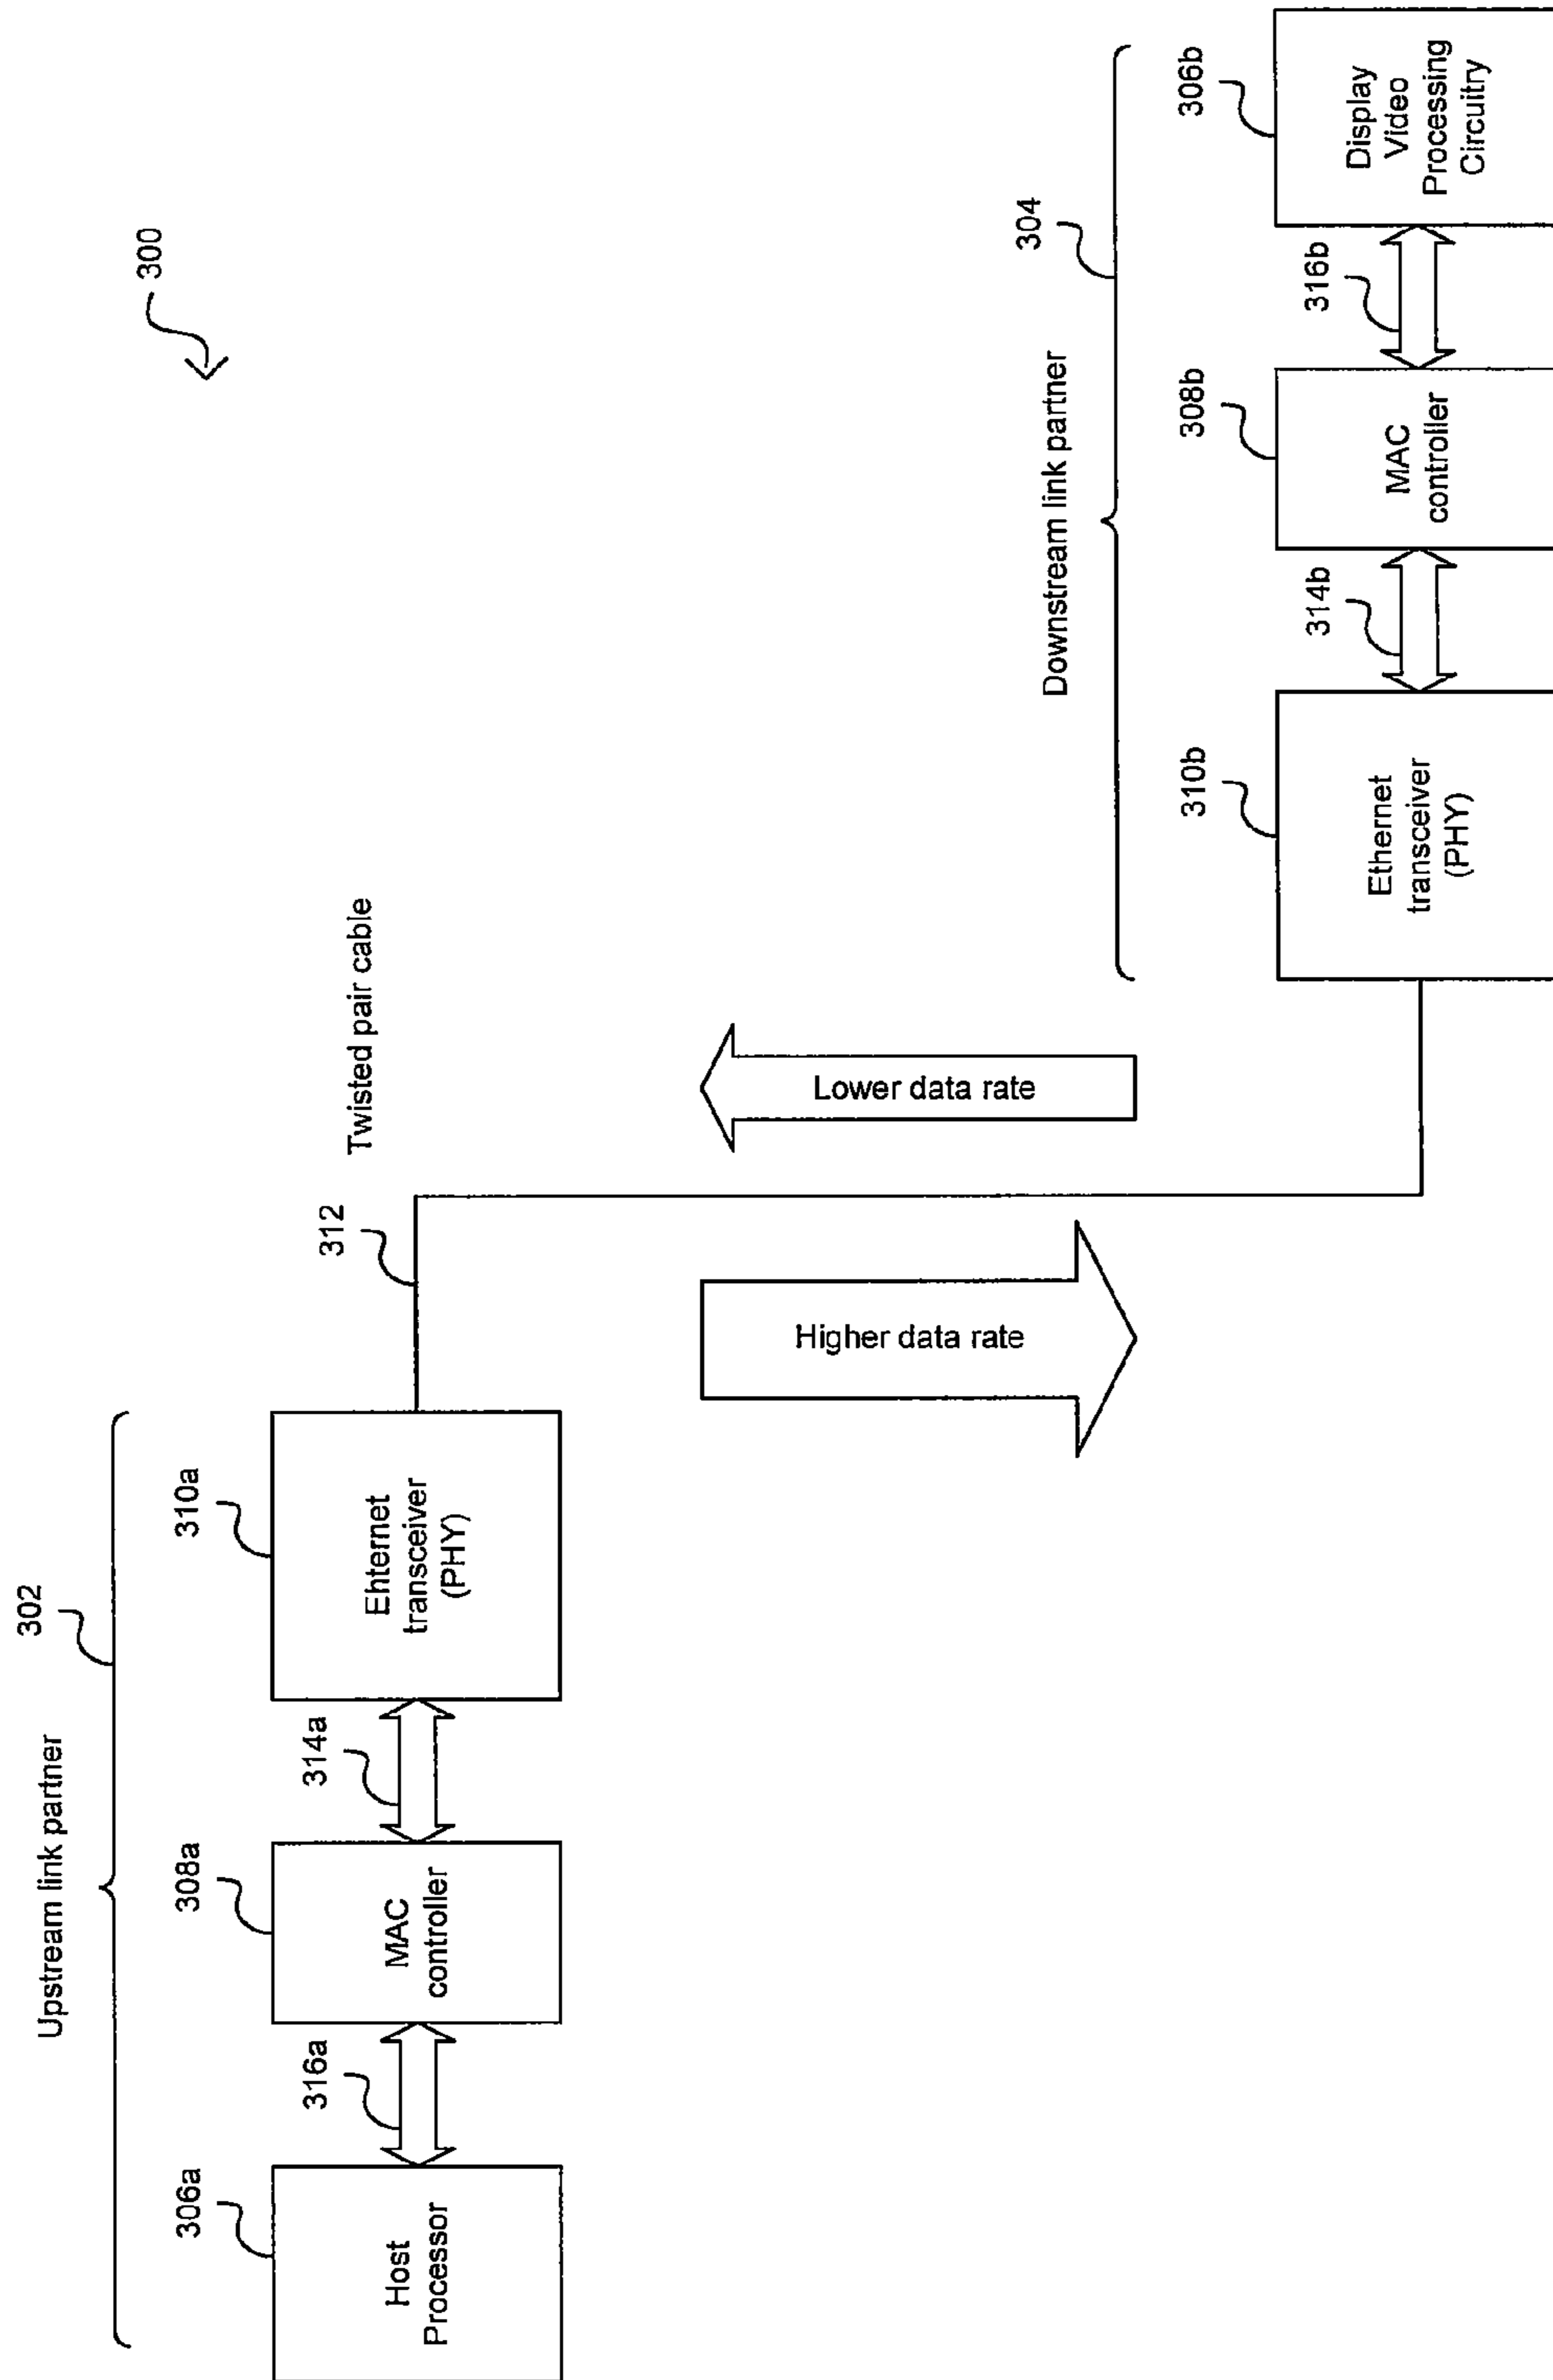 300
Upstream link partner
302
306a
316a
308a
314a
310a
Host
Processor
MAC
controller
Ehternet
transceiver
(PHY)
312
Twisted pair cable
Higher data rate
Lower data rate
Downstream link partner
304
310b
314b
308b
316b
306b
Ethernet
transceiver
(PHY)
MAC
controller
Display
Video
Processing
Circuitry